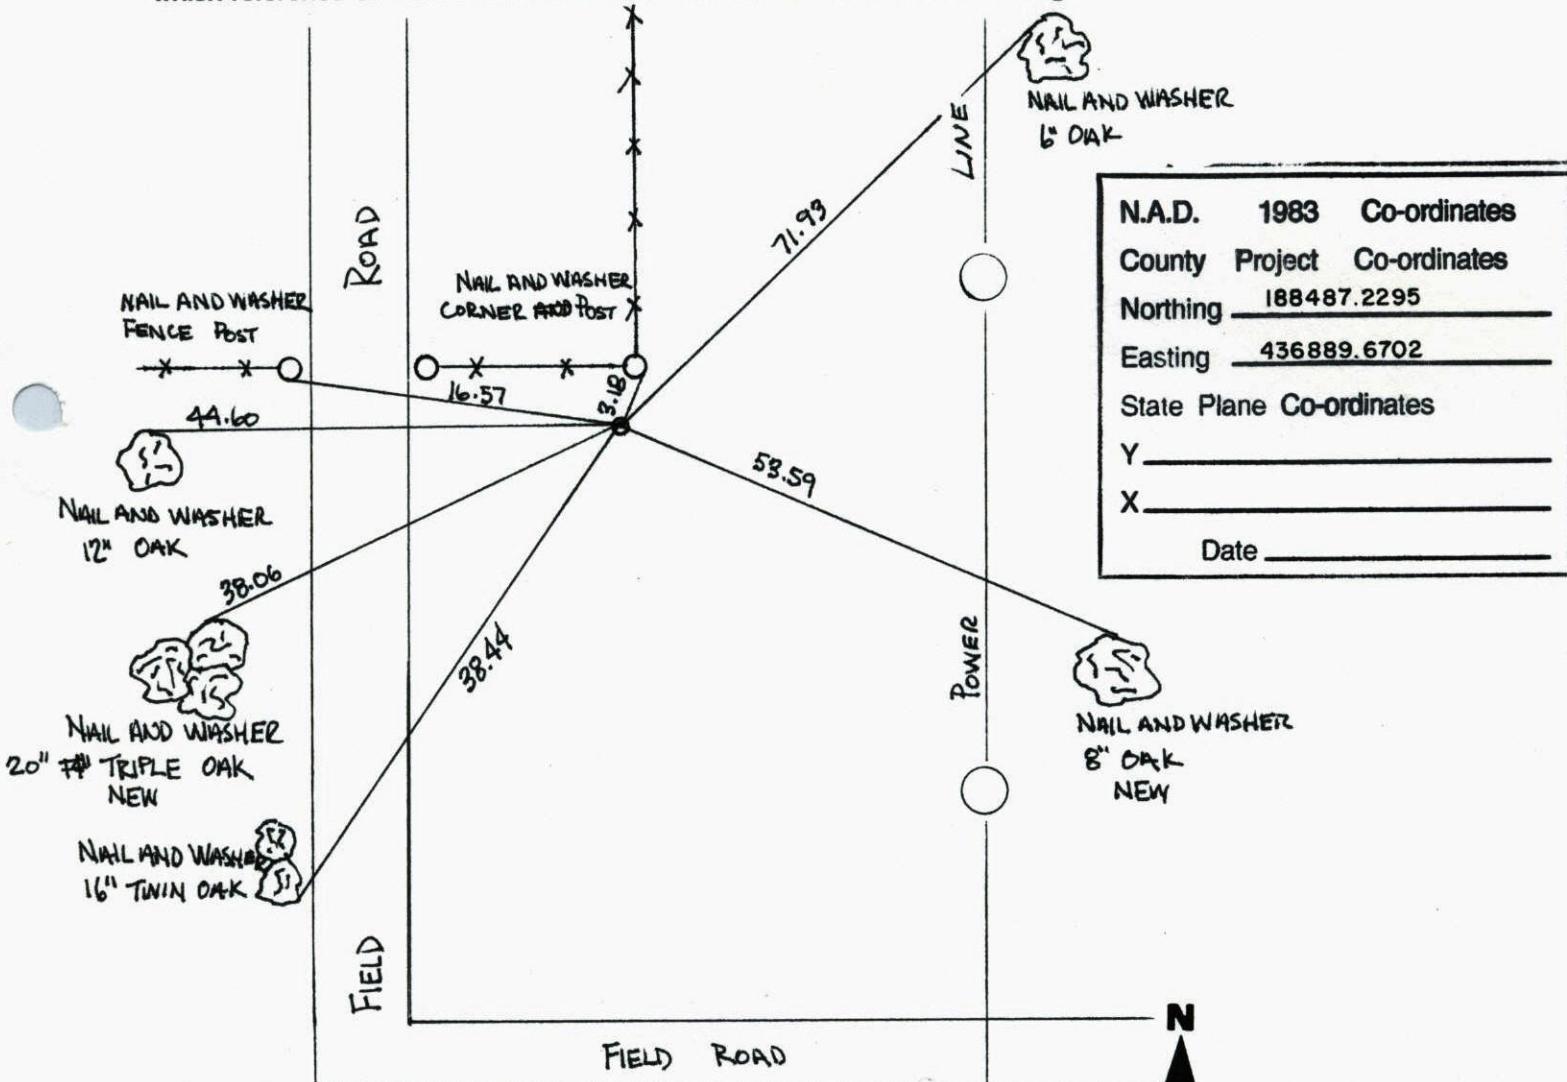 NAIL AND WASHER
6" OAK
LINE
71.93
N.A.D. 1983 Co-ordinates
County Project Co-ordinates
Northing 188487.2295
Easting 436889.6702
State Plane Co-ordinates
Y
X
Date
ROAD
NAIL AND WASHER
FENCE POST
NAIL AND WASHER
CORNER POST
16.57
3.18
44.60
NAIL AND WASHER
12" OAK
53.59
38.06
NAIL AND WASHER
20" TRIPLE OAK
NEW
38.44
POWER
NAIL AND WASHER
8" OAK
NEW
NAIL AND WASHER
16" TWIN OAK
FIELD
FIELD ROAD
N